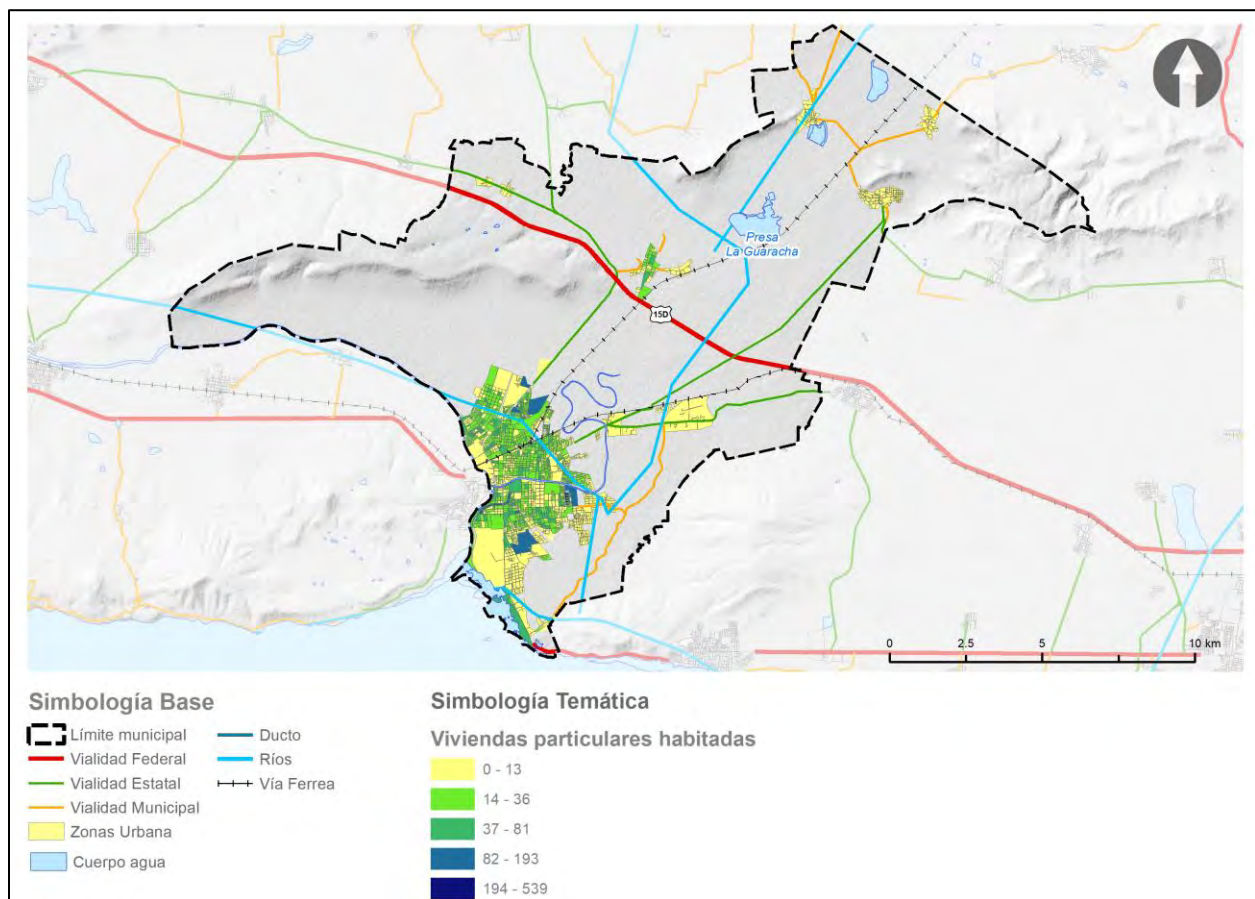 Presa
La Guaracha
15D
0 2.5 5 10 km
Simbología Base
Límite municipal
Vialidad Federal
Vialidad Estatal
Vialidad Municipal
Zonas Urbana
Cuerpo agua
Ducto
Ríos
Vía Ferrea
Simbología Temática
Viviendas particulares habitadas
0 - 13
14 - 36
37 - 81
82 - 193
194 - 539